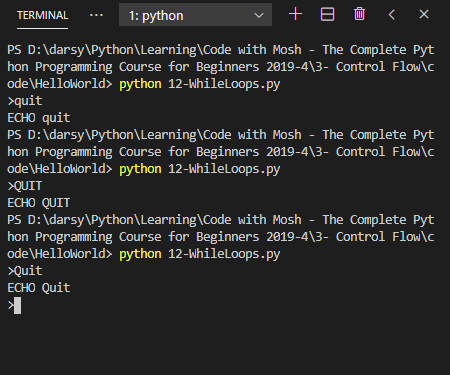 TERMINAL ... 1: python
PS D:\darsy\Python\Learning\Code with Mosh - The Complete Pyt
hon Programming Course for Beginners 2019-4\3- Control Flow\c
ode\HelloWorld> python 12-WhileLoops.py
>quit
ECHO quit
PS D:\darsy\Python\Learning\Code with Mosh - The Complete Pyt
hon Programming Course for Beginners 2019-4\3- Control Flow\c
ode\HelloWorld> python 12-WhileLoops.py
>QUIT
ECHO QUIT
PS D:\darsy\Python\Learning\Code with Mosh - The Complete Pyt
hon Programming Course for Beginners 2019-4\3- Control Flow\c
ode\HelloWorld> python 12-WhileLoops.py
>Quit
ECHO Quit
>